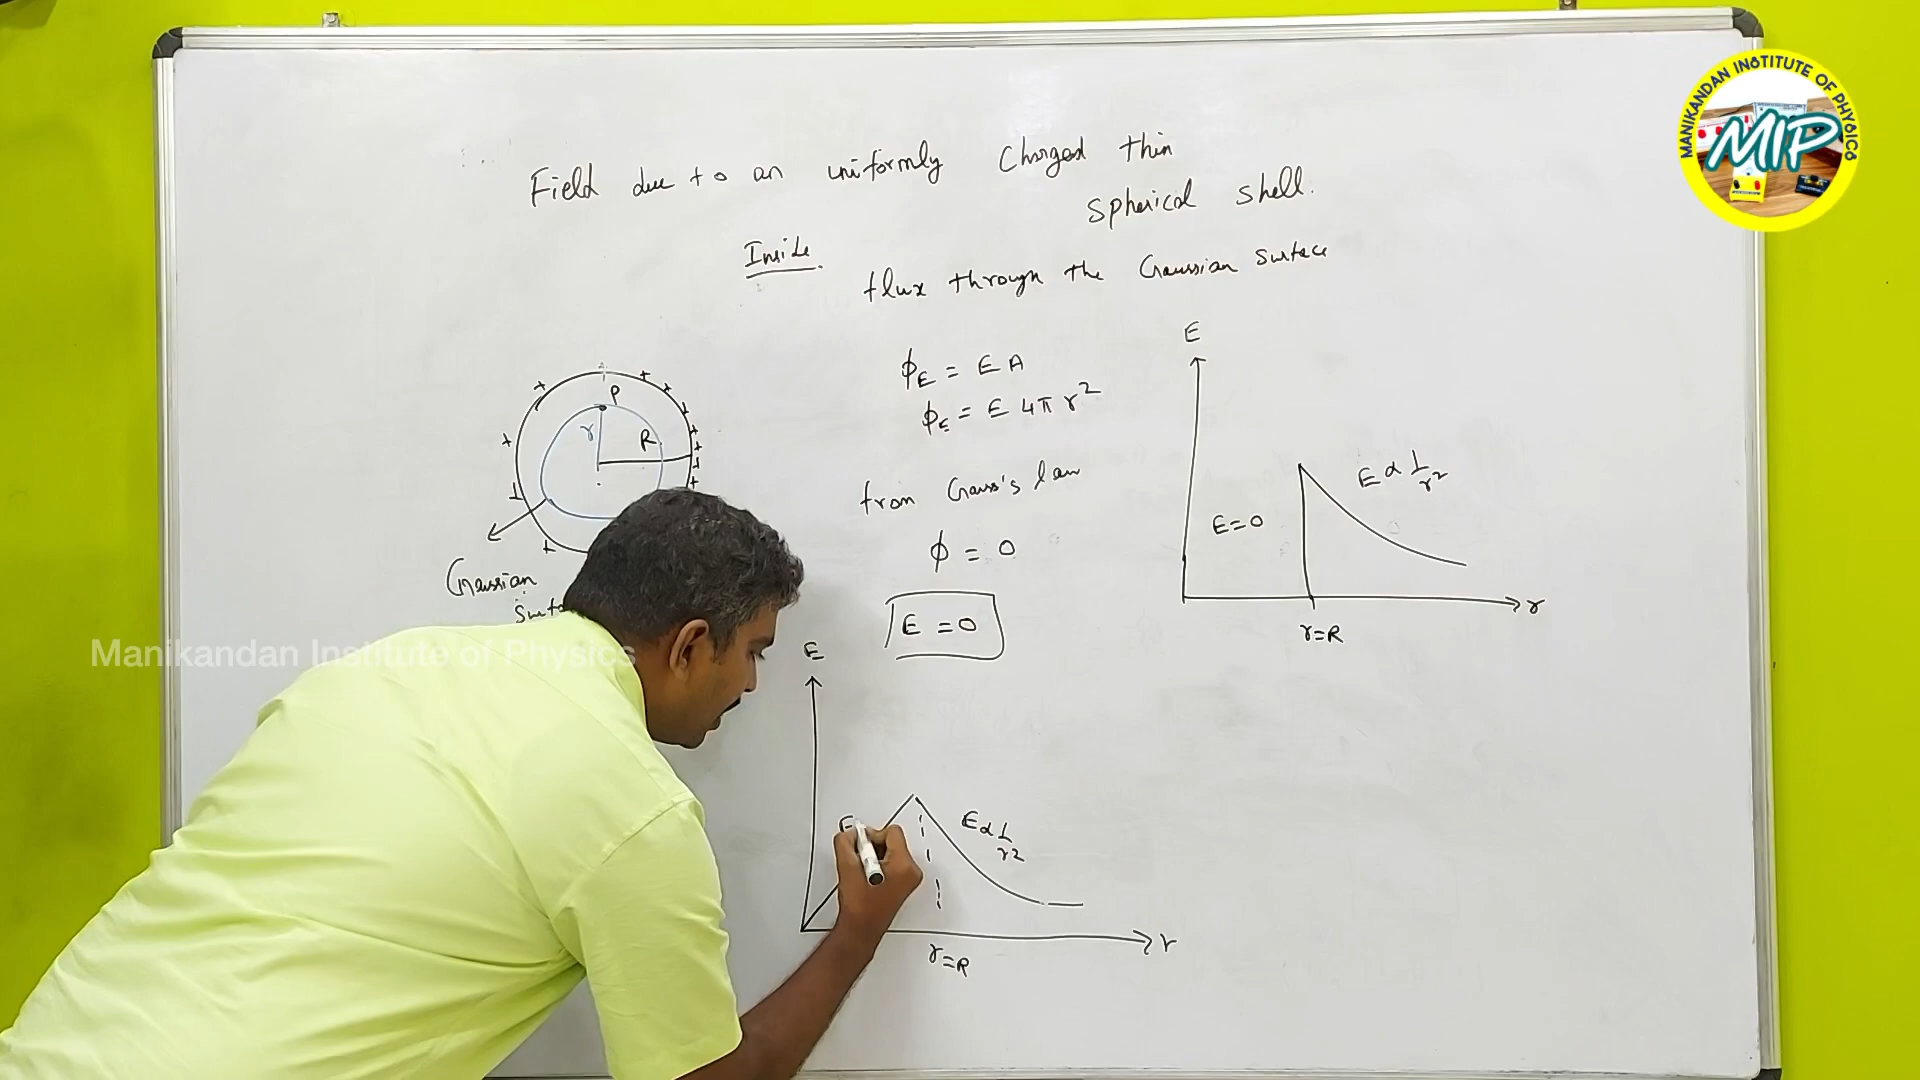 MANIKANDAN INSTITUTE OF PHYSICS
MIP
Field due to an uniformly Charged thin
Spherical shell.
Inside
flux through the Gaussian Surface
E
ϕE = E A
ϕE = E 4π r²
P
r
R
from Gauss's law
E ∝ 1/r²
E=0
ϕ = 0
Gaussian
E = 0
r
r=R
Manikandan Institute of Physics
E
E
E∝ 1/r2
r
r=R